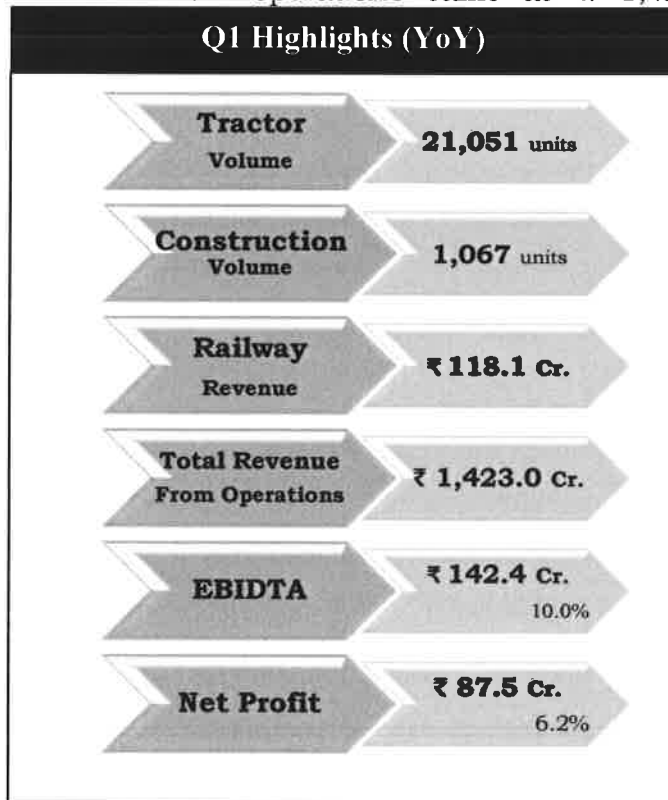 Q1 Highlights (YoY)
Tractor
Volume
21,051 units
Construction
Volume
1,067 units
Railway
Revenue
₹ 118.1 Cr.
Total Revenue
From Operations
₹ 1,423.0 Cr.
EBIDTA
₹ 142.4 Cr.
10.0%
Net Profit
₹ 87.5 Cr.
6.2%